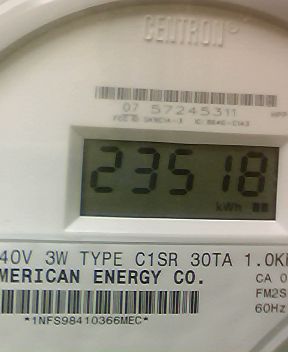 CENTRON®
07 57245311
23518
kWh
40V 3W TYPE C1SR 30TA 1.0K
MERICAN ENERGY CO.
CA 0
FM2S
60Hz
*1NFS98410366MEC*